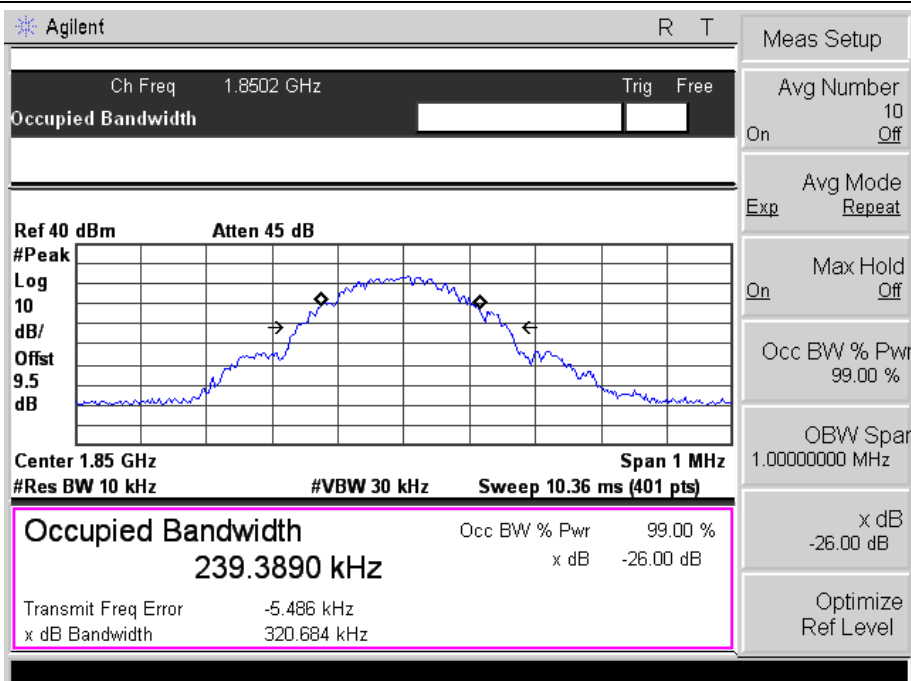 Agilent R T
Ch Freq 1.8502 GHz Trig Free
Occupied Bandwidth
Ref 40 dBm Atten 45 dB
#Peak
Log
10
dB/
Offst
9.5
dB
Center 1.85 GHz Span 1 MHz
#Res BW 10 kHz #VBW 30 kHz Sweep 10.36 ms (401 pts)
Occupied Bandwidth
239.3890 kHz
Occ BW % Pwr 99.00 %
x dB -26.00 dB
Transmit Freq Error -5.486 kHz
x dB Bandwidth 320.684 kHz
Meas Setup
Avg Number
10
On Off
Avg Mode
Exp Repeat
Max Hold
On Off
Occ BW % Pwr
99.00 %
OBW Span
1.00000000 MHz
x dB
-26.00 dB
Optimize
Ref Level